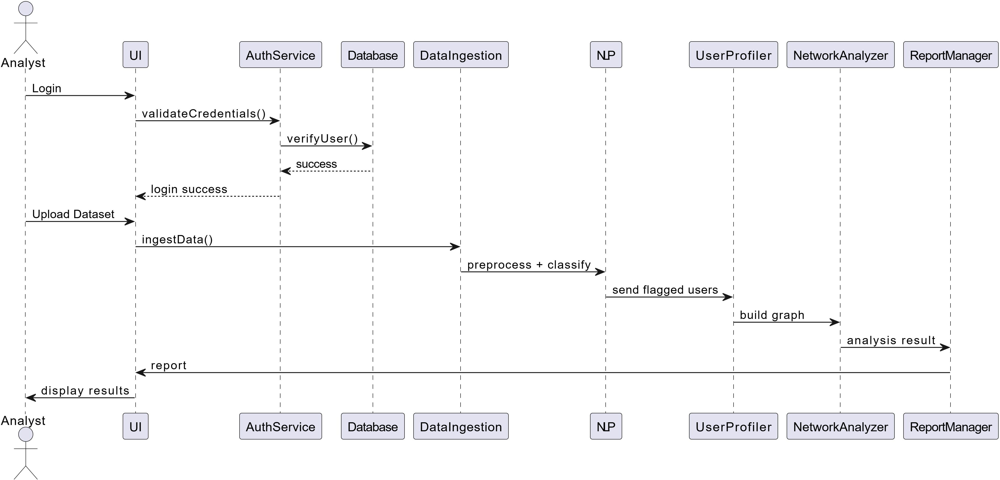 Analyst
UI
AuthService
Database
DataIngestion
NLP
UserProfiler
NetworkAnalyzer
ReportManager
Login
validateCredentials()
verifyUser()
success
login success
Upload Dataset
ingestData()
preprocess + classify
send flagged users
build graph
analysis result
report
display results
Analyst
UI
AuthService
Database
DataIngestion
NLP
UserProfiler
NetworkAnalyzer
ReportManager